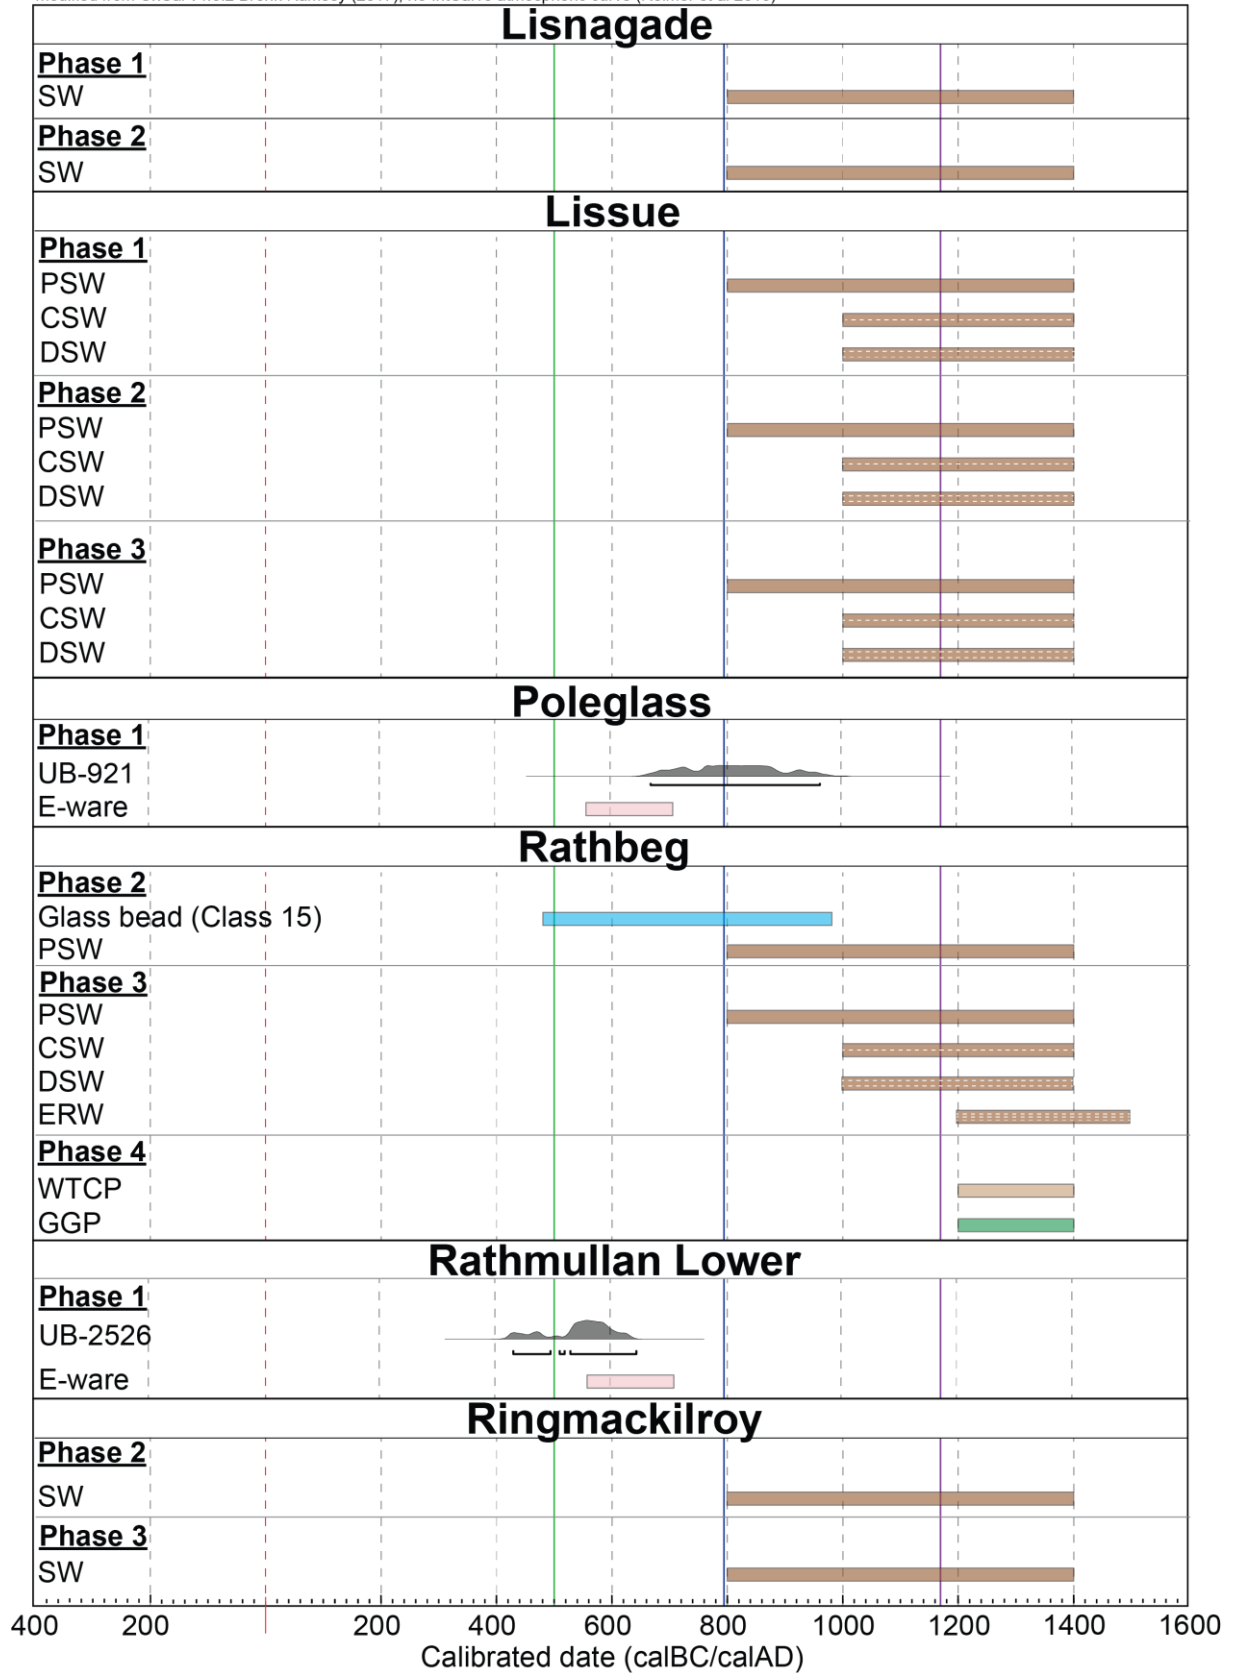 Lisnagade
Phase 1
SW
Phase 2
SW
Lissue
Phase 1
PSW
CSW
DSW
Phase 2
PSW
CSW
DSW
Phase 3
PSW
CSW
DSW
Poleglass
Phase 1
UB-921
E-ware
Rathbeg
Phase 2
Glass bead (Class 15)
PSW
Phase 3
PSW
CSW
DSW
ERW
Phase 4
WTCP
GGP
Rathmullan Lower
Phase 1
UB-2526
E-ware
Ringmackilroy
Phase 2
SW
Phase 3
SW
400 200 200 400 600 800 1000 1200 1400 1600
Calibrated date (calBC/calAD)